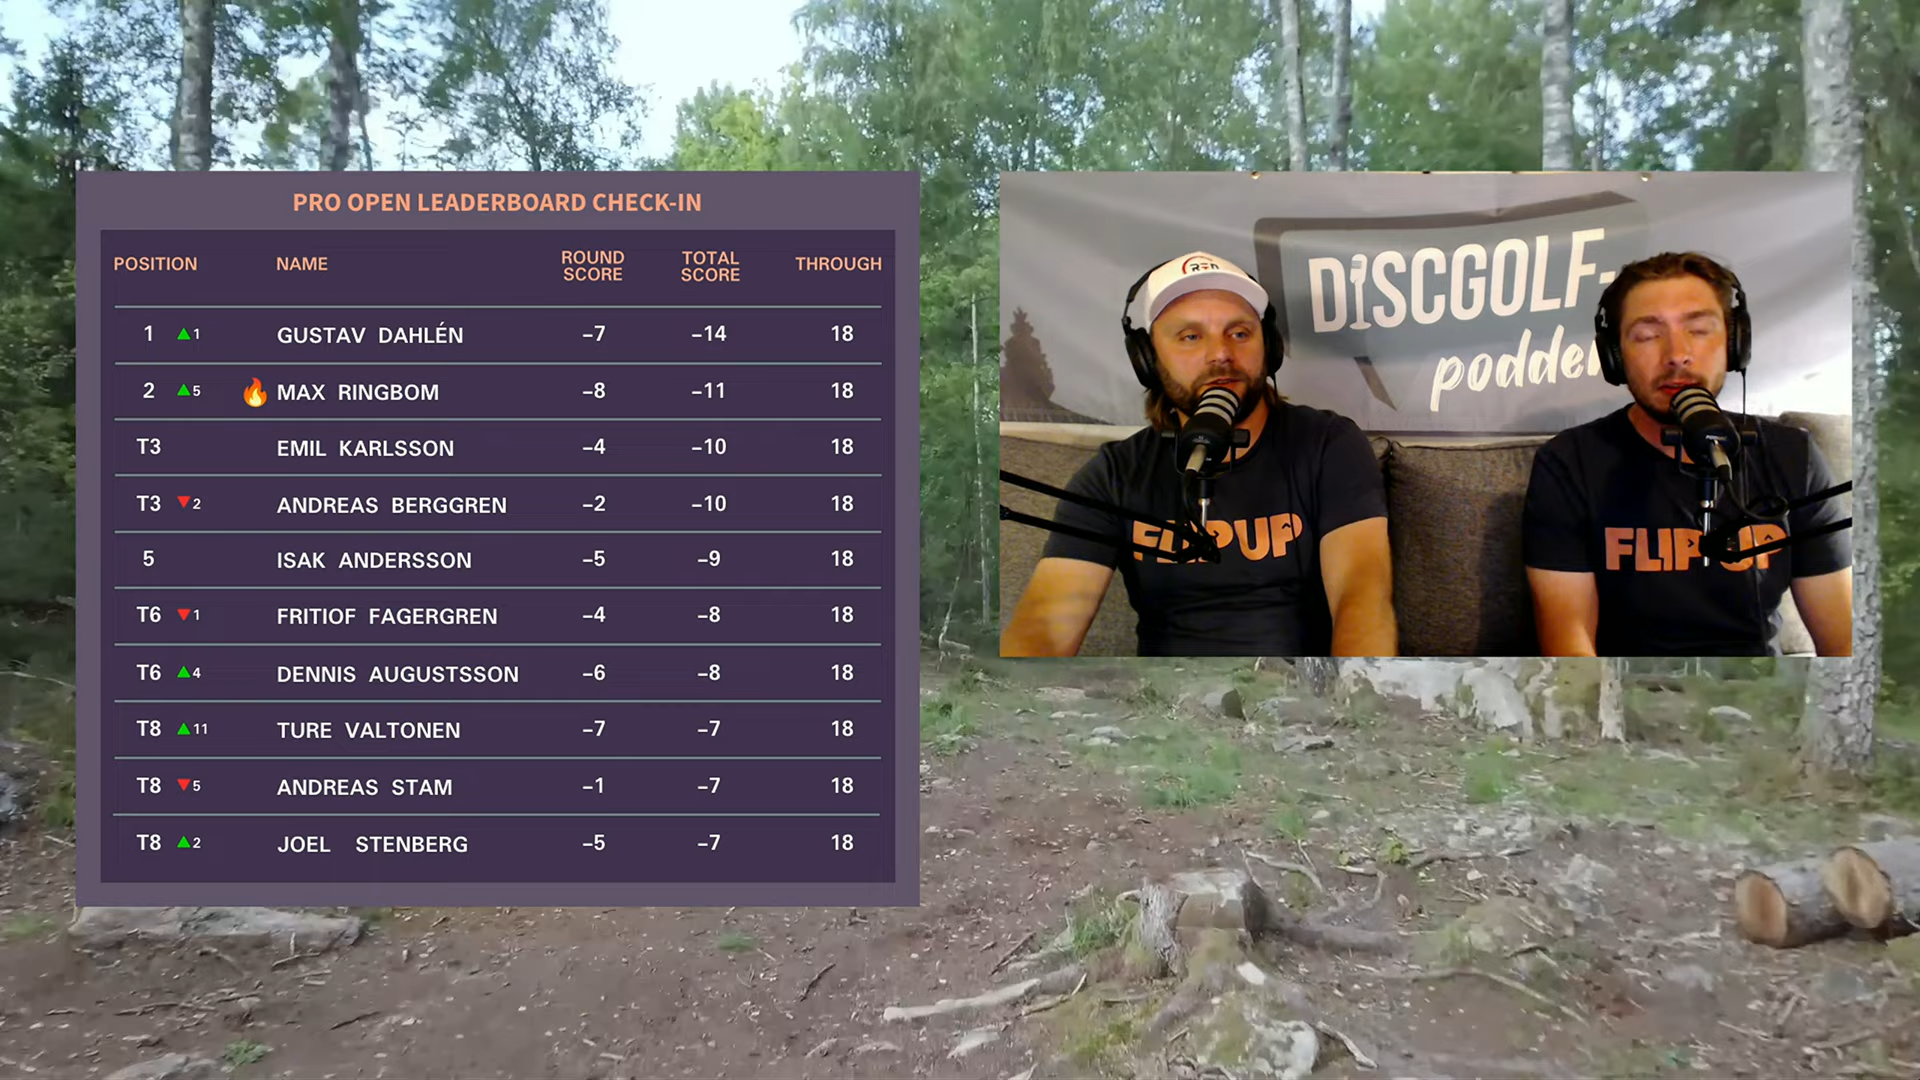 PRO OPEN LEADERBOARD CHECK-IN
POSITION NAME ROUND SCORE TOTAL SCORE THROUGH
1 ▲1 GUSTAV DAHLÉN −7 −14 18
2 ▲5 🔥 MAX RINGBOM −8 −11 18
T3 EMIL KARLSSON −4 −10 18
T3 ▼2 ANDREAS BERGGREN −2 −10 18
5 ISAK ANDERSSON −5 −9 18
T6 ▼1 FRITIOF FAGERGREN −4 −8 18
T6 ▲4 DENNIS AUGUSTSSON −6 −8 18
T8 ▲11 TURE VALTONEN −7 −7 18
T8 ▼5 ANDREAS STAM −1 −7 18
T8 ▲2 JOEL STENBERG −5 −7 18
DISCGOLF-
podden
FLIPUP
FLIPUP